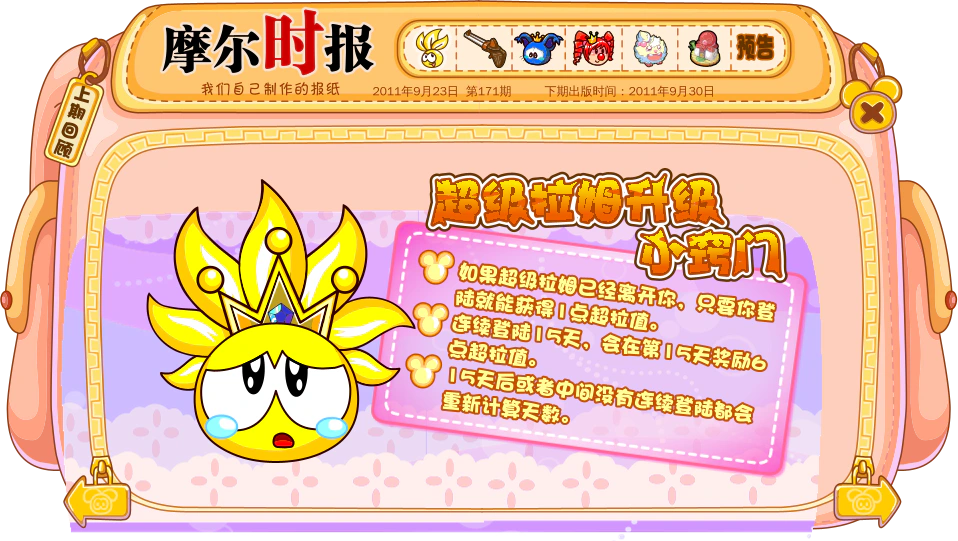 摩尔时报
预告
我们自己制作的报纸
2011年9月23日 第171期
下期出版时间：2011年9月30日
上期回顾
超级拉姆升级
小窍门
如果超级拉姆已经离开你，只要你登
陆就能获得1点超拉值。
连续登陆15天，会在第15天奖励6
点超拉值。
15天后或者中间没有连续登陆都会
重新计算天数。